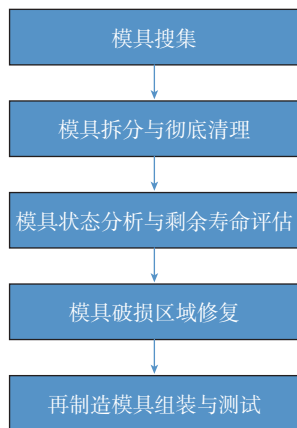 模具搜集
模具拆分与彻底清理
模具状态分析与剩余寿命评估
模具破损区域修复
再制造模具组装与测试